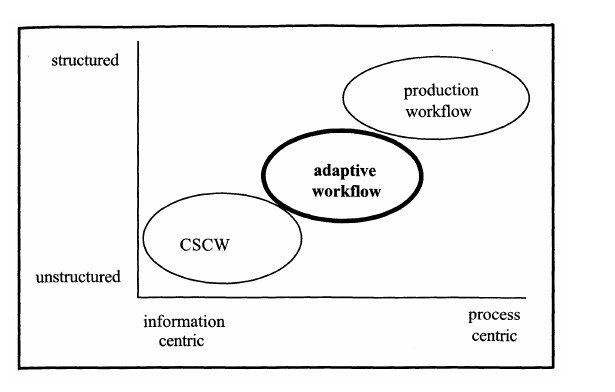 structured
production
workflow
adaptive
workflow
CSCW
unstructured
information
centric
process
centric